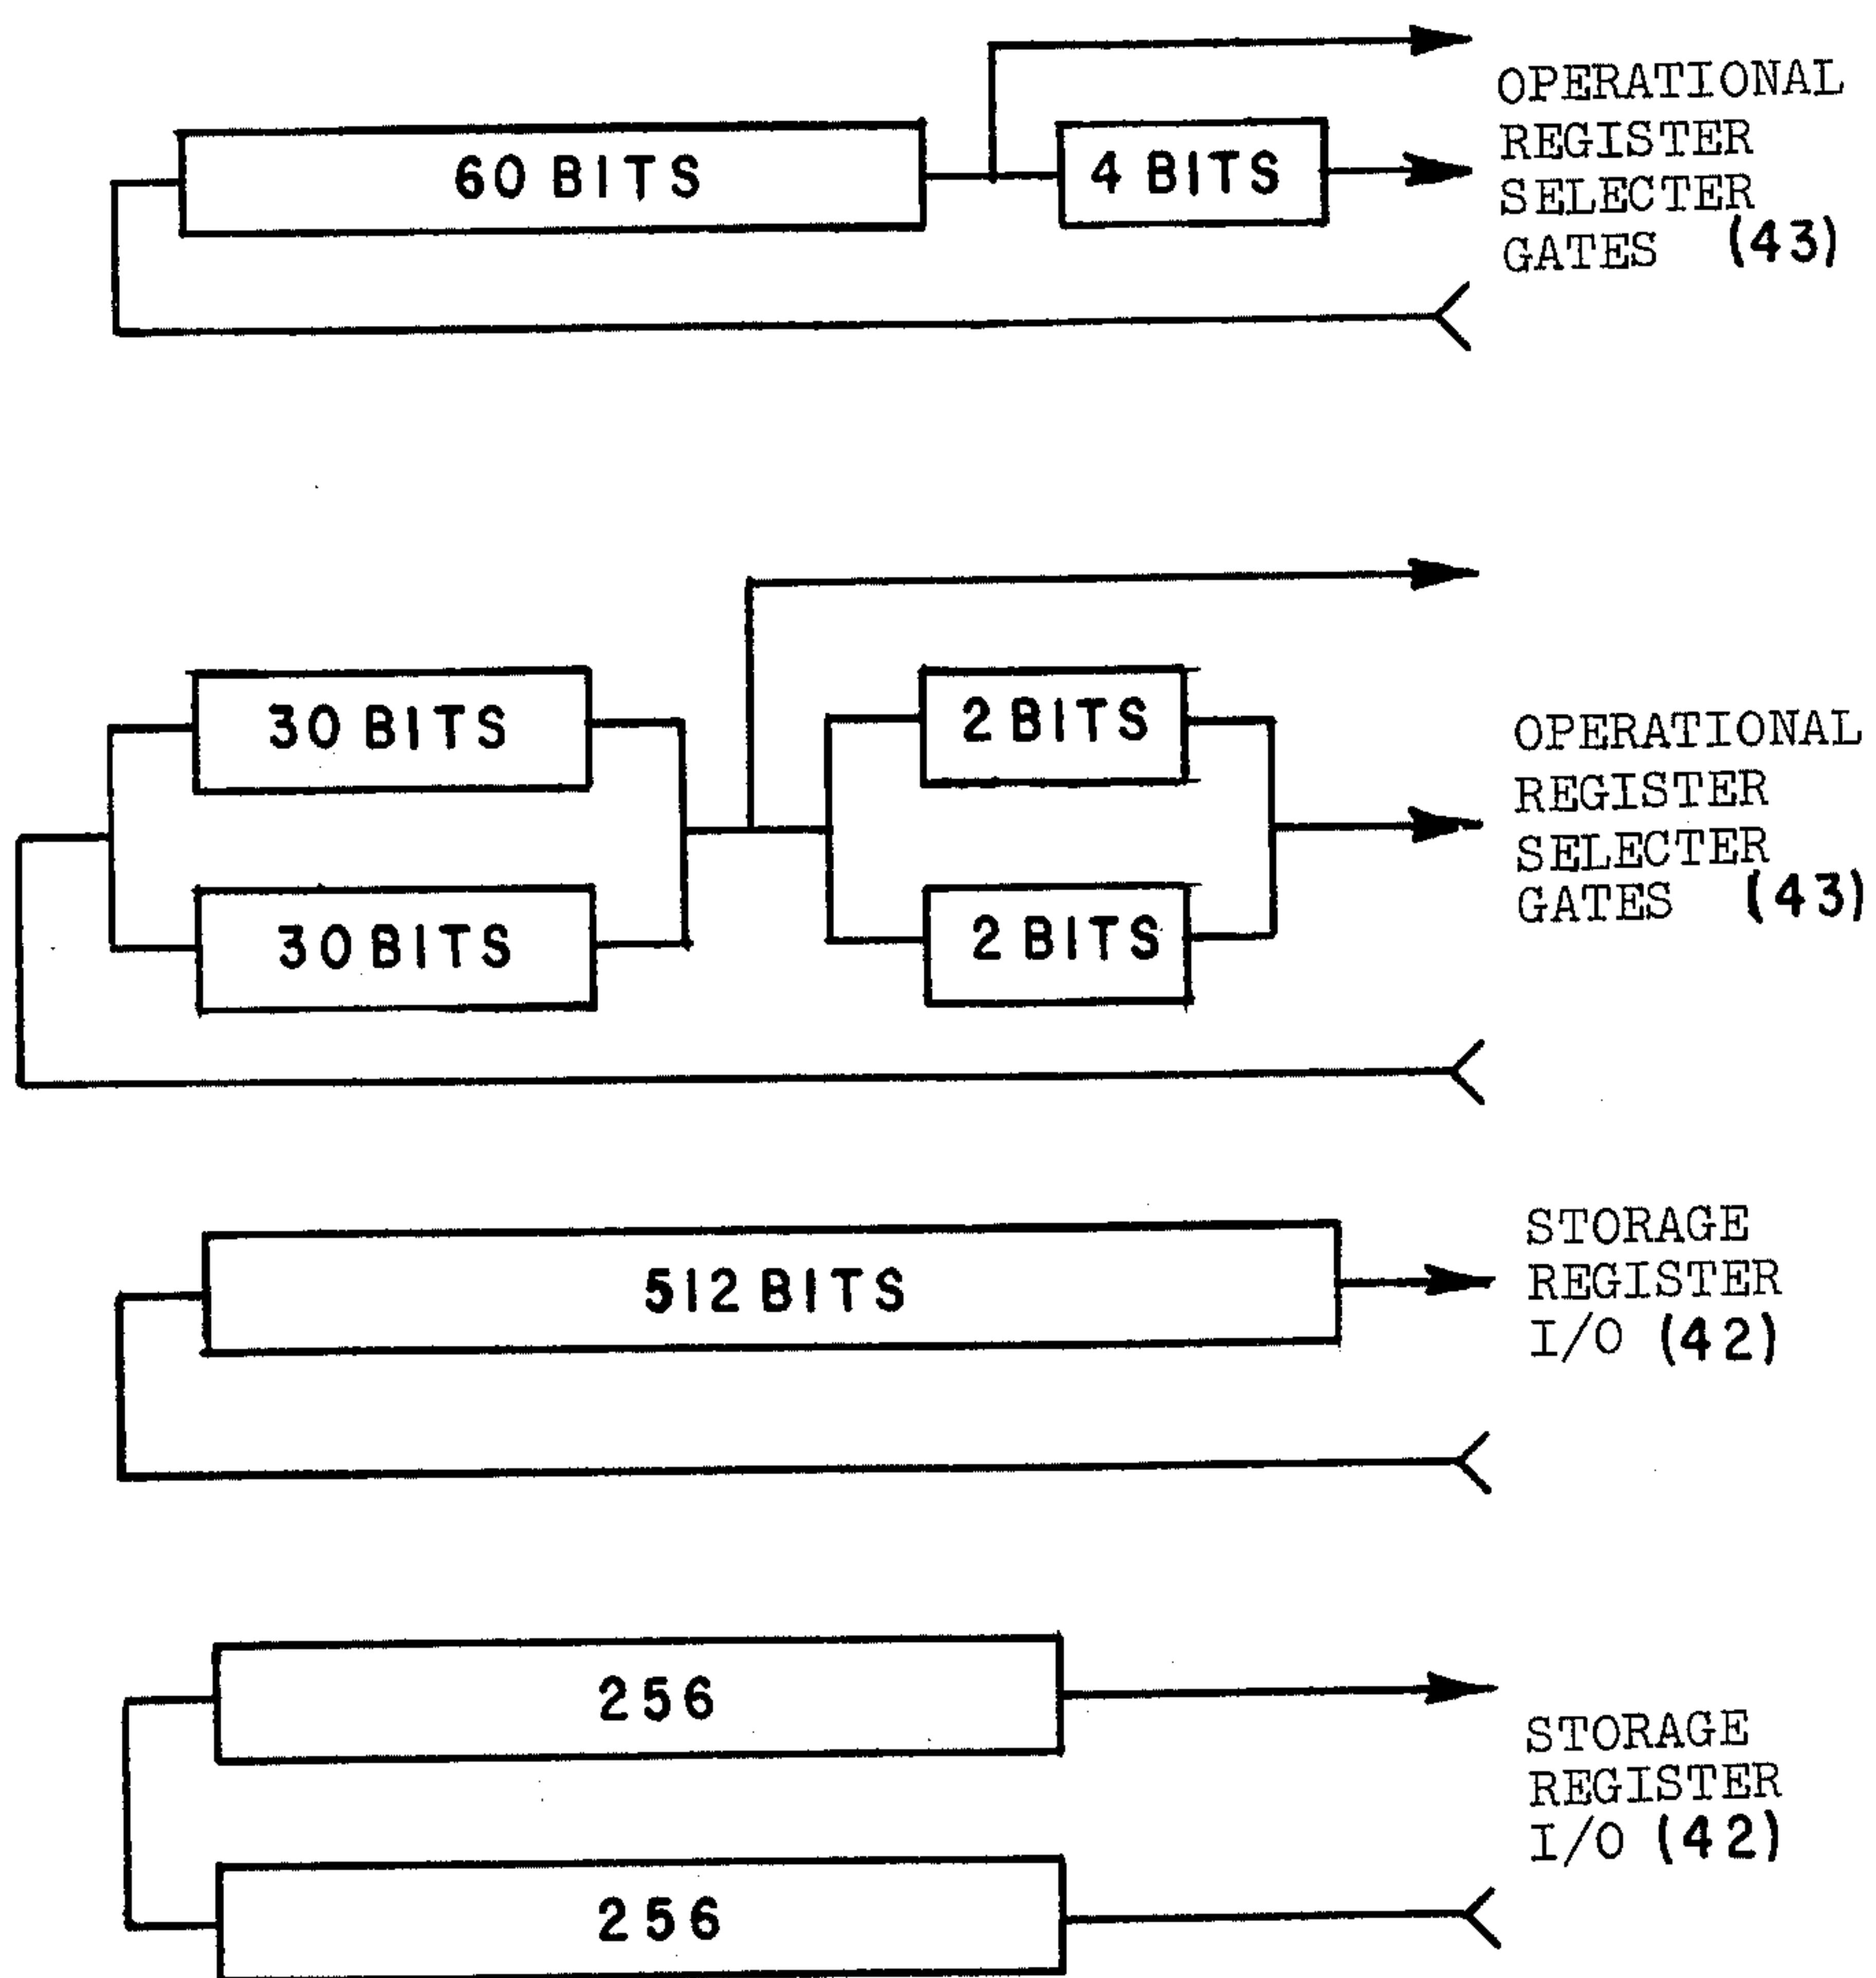 60 BITS
4 BITS
OPERATIONAL
REGISTER
SELECTER
GATES (43)
30 BITS
2 BITS
30 BITS
2 BITS
OPERATIONAL
REGISTER
SELECTER
GATES (43)
512 BITS
STORAGE
REGISTER
I/O (42)
256
256
STORAGE
REGISTER
I/O (42)